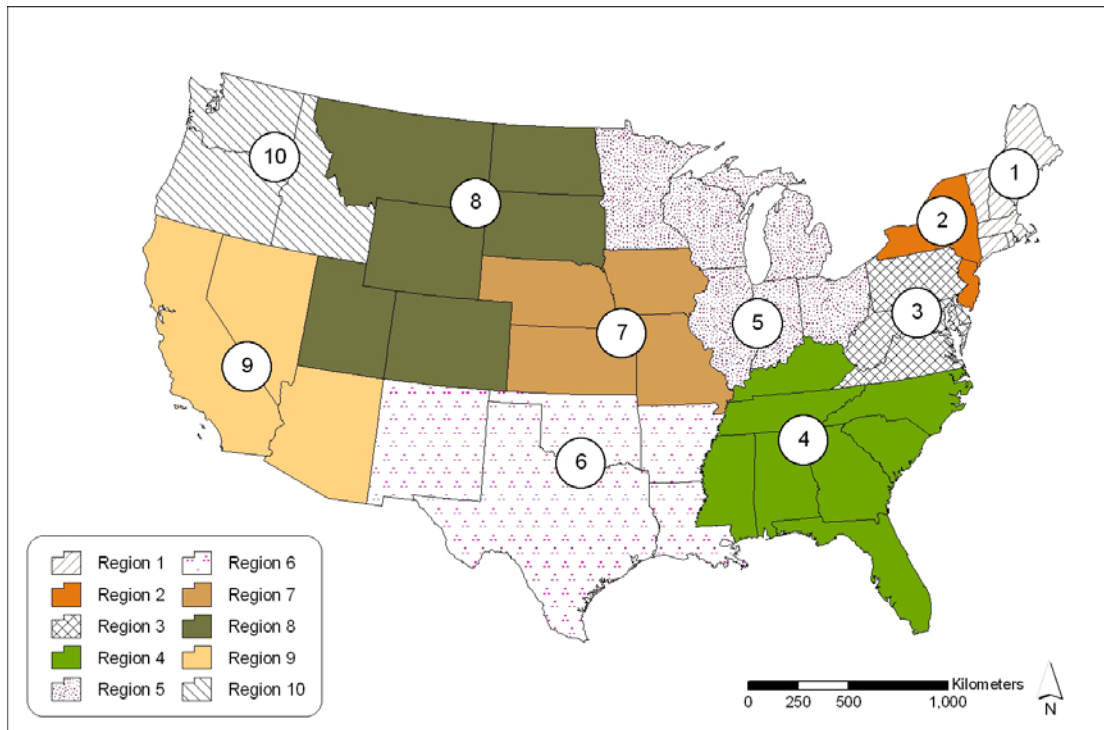 10
8
1
2
3
7
5
9
4
6
Region 1 Region 6
Region 2 Region 7
Region 3 Region 8
Region 4 Region 9
Region 5 Region 10
Kilometers
0 250 500 1,000
N